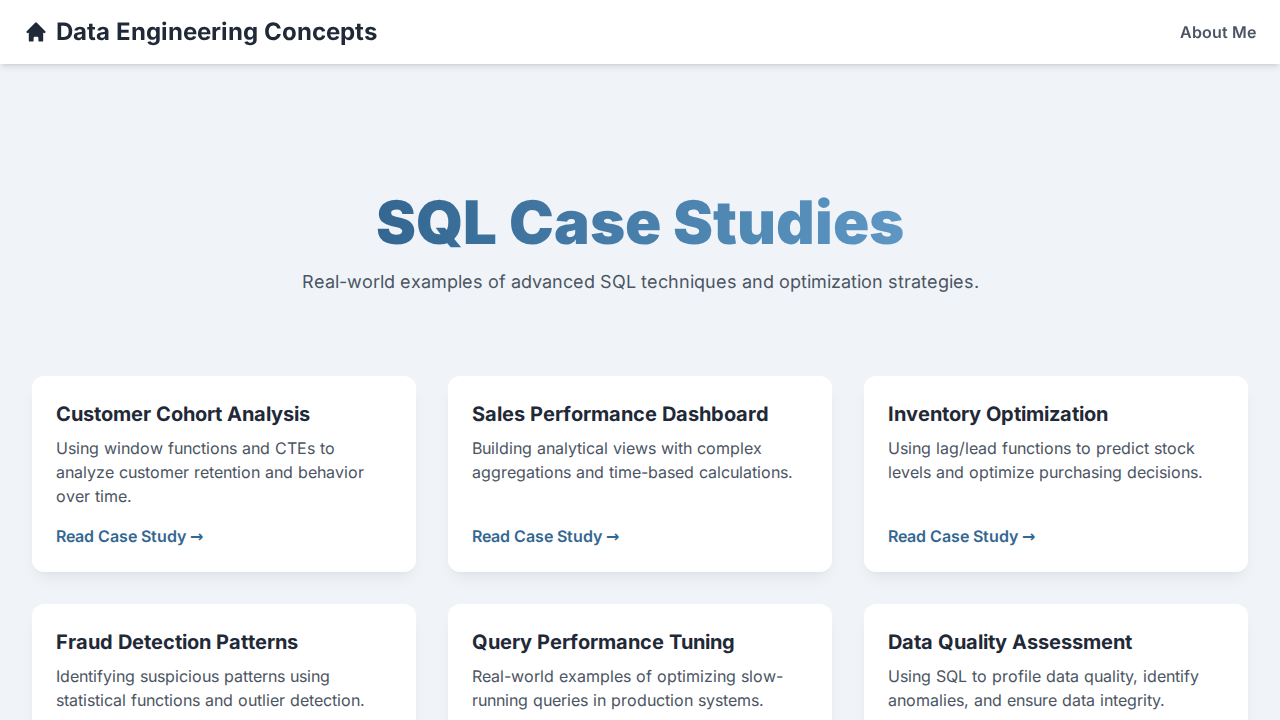 Data Engineering Concepts
About Me
SQL Case Studies
Real-world examples of advanced SQL techniques and optimization strategies.
Customer Cohort Analysis
Using window functions and CTEs to
analyze customer retention and behavior
over time.
Read Case Study →
Sales Performance Dashboard
Building analytical views with complex
aggregations and time-based calculations.
Read Case Study →
Inventory Optimization
Using lag/lead functions to predict stock
levels and optimize purchasing decisions.
Read Case Study →
Fraud Detection Patterns
Identifying suspicious patterns using
statistical functions and outlier detection.
Query Performance Tuning
Real-world examples of optimizing slow-
running queries in production systems.
Data Quality Assessment
Using SQL to profile data quality, identify
anomalies, and ensure data integrity.